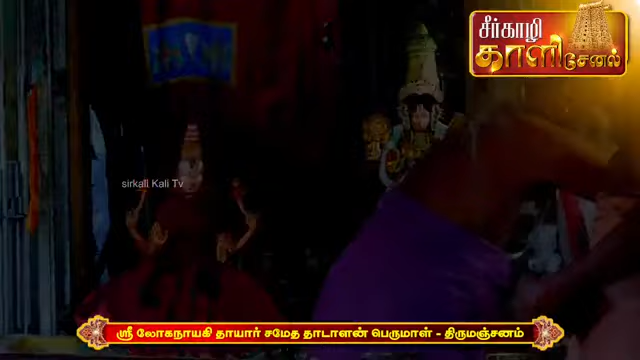 சீர்காழி
காளி சேனல்
sirkali Kali Tv
ஸ்ரீ லோகநாயகி தாயார் சமேத தாடாளன் பெருமாள் - திருமஞ்சனம்